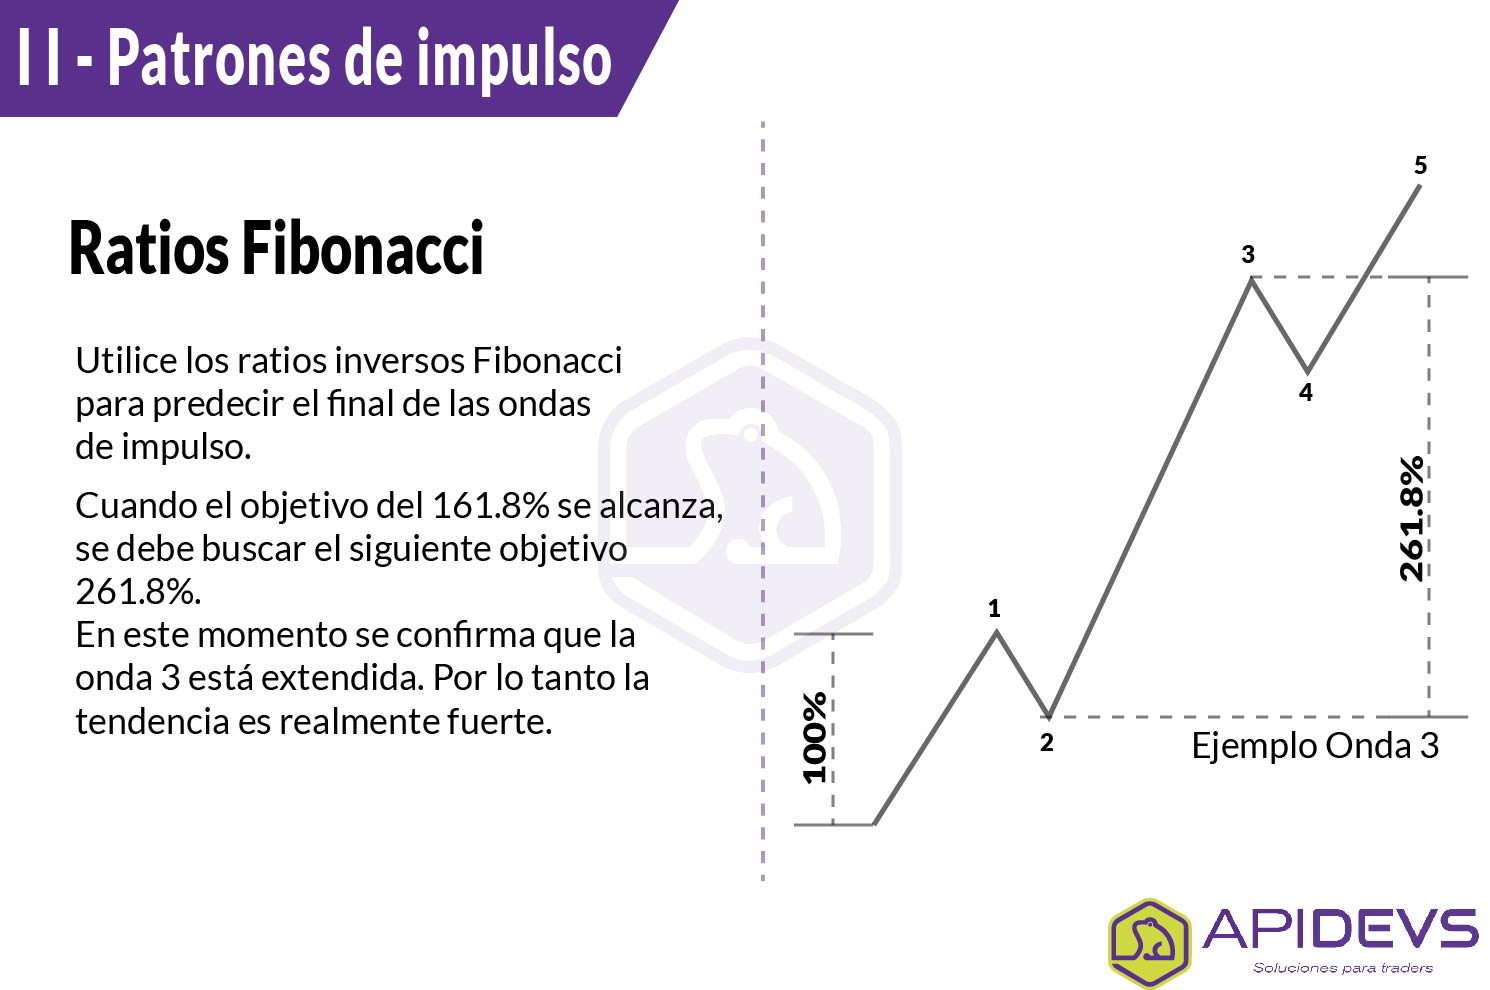 I I - Patrones de impulso
Ratios Fibonacci
Utilice los ratios inversos Fibonacci
para predecir el final de las ondas
de impulso.
Cuando el objetivo del 161.8% se alcanza,
se debe buscar el siguiente objetivo
261.8%.
En este momento se confirma que la
onda 3 está extendida. Por lo tanto la
tendencia es realmente fuerte.
5
3
4
261.8%
1
100%
2
Ejemplo Onda 3
APIDEVS
Soluciones para traders